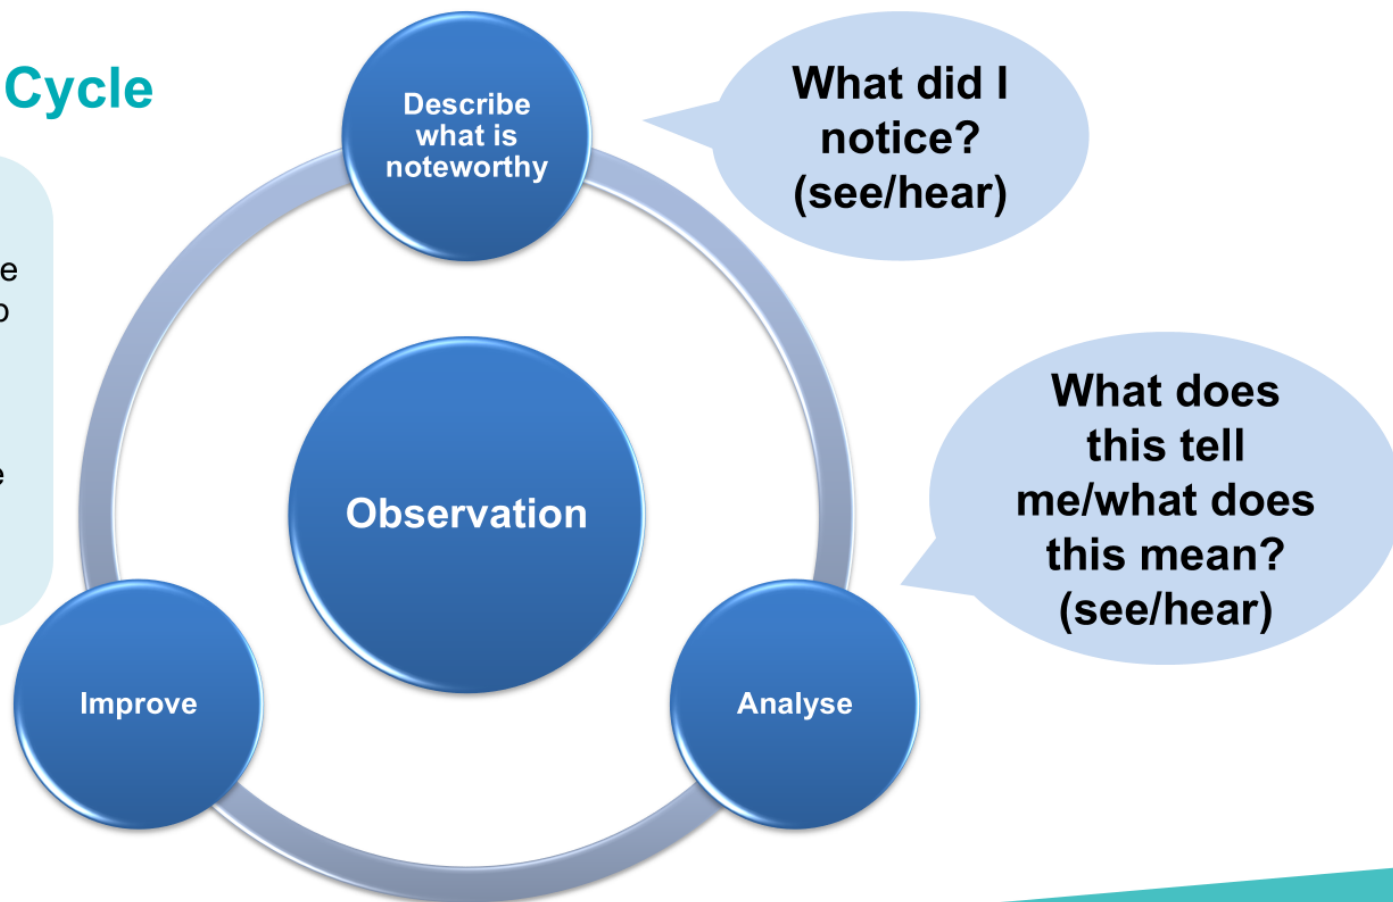 Cycle
Describe
what is
noteworthy
What did I
notice?
(see/hear)
What does
this tell
me/what does
this mean?
(see/hear)
Observation
Improve
Analyse